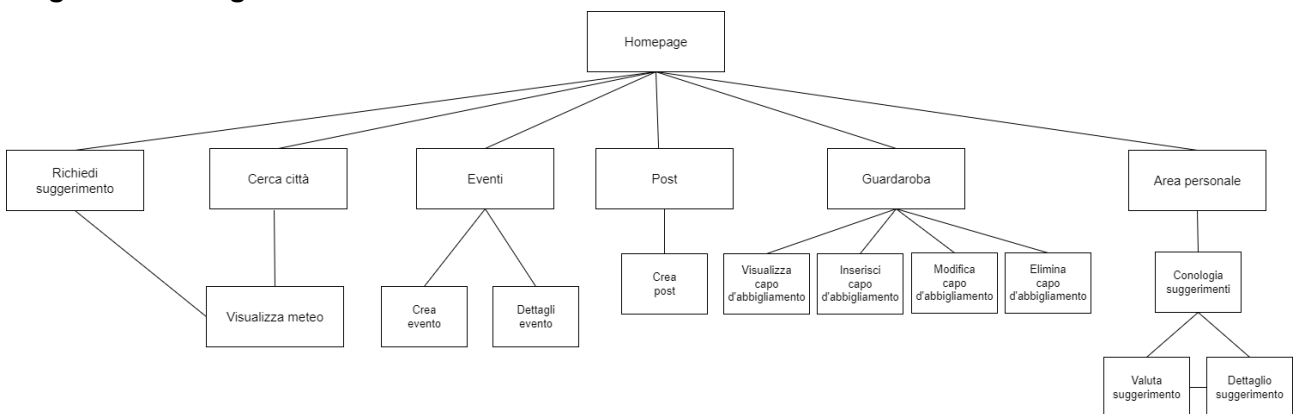 Homepage
Richiedi
suggerimento
Cerca città
Eventi
Post
Guardaroba
Area personale
Visualizza meteo
Crea
evento
Dettagli
evento
Crea
post
Visualizza
capo
d'abbigliamento
Inserisci
capo
d'abbigliamento
Modifica
capo
d'abbigliamento
Elimina
capo
d'abbigliamento
Conologia
suggerimenti
Valuta
suggerimento
Dettaglio
suggerimento